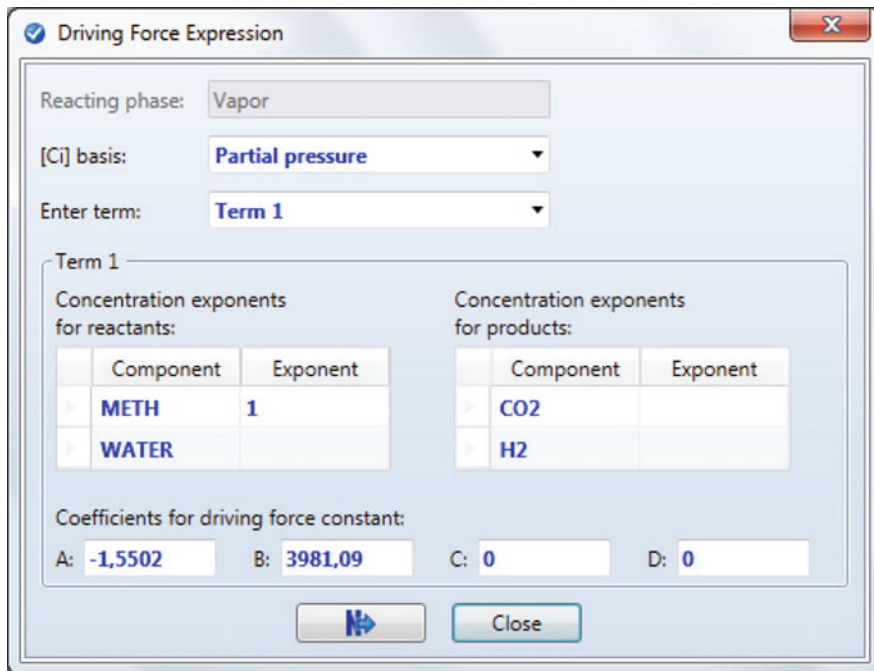 Driving Force Expression
Reacting phase: Vapor
[Ci] basis: Partial pressure
Enter term: Term 1
Term 1
Concentration exponents
for reactants:
Component Exponent
METH 1
WATER
Concentration exponents
for products:
Component Exponent
CO2
H2
Coefficients for driving force constant:
A: -1,5502 B: 3981,09 C: 0 D: 0
N Close